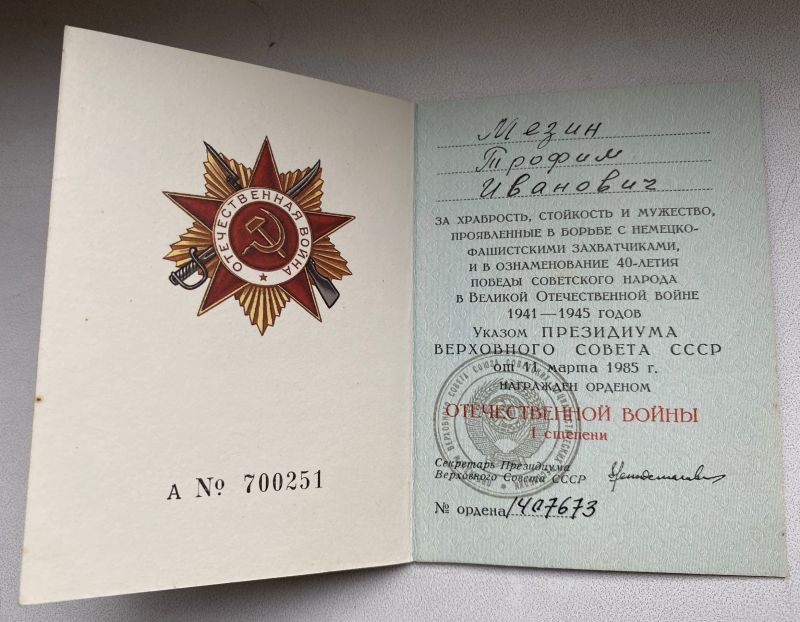 ОТЕЧЕСТВЕННАЯ ВОЙНА
А № 700251
Мезин
Трофим
Иванович
ЗА ХРАБРОСТЬ, СТОЙКОСТЬ И МУЖЕСТВО,
ПРОЯВЛЕННЫЕ В БОРЬБЕ С НЕМЕЦКО-
ФАШИСТСКИМИ ЗАХВАТЧИКАМИ,
И В ОЗНАМЕНОВАНИЕ 40-ЛЕТИЯ
ПОБЕДЫ СОВЕТСКОГО НАРОДА
В ВЕЛИКОЙ ОТЕЧЕСТВЕННОЙ ВОЙНЕ
1941—1945 ГОДОВ
УКАЗОМ ПРЕЗИДИУМА
ВЕРХОВНОГО СОВЕТА СССР
от 11 марта 1985 г.
НАГРАЖДЕН ОРДЕНОМ
ОТЕЧЕСТВЕННОЙ ВОЙНЫ
I степени
Секретарь Президиума
Верховного Совета СССР
№ ордена 1407673